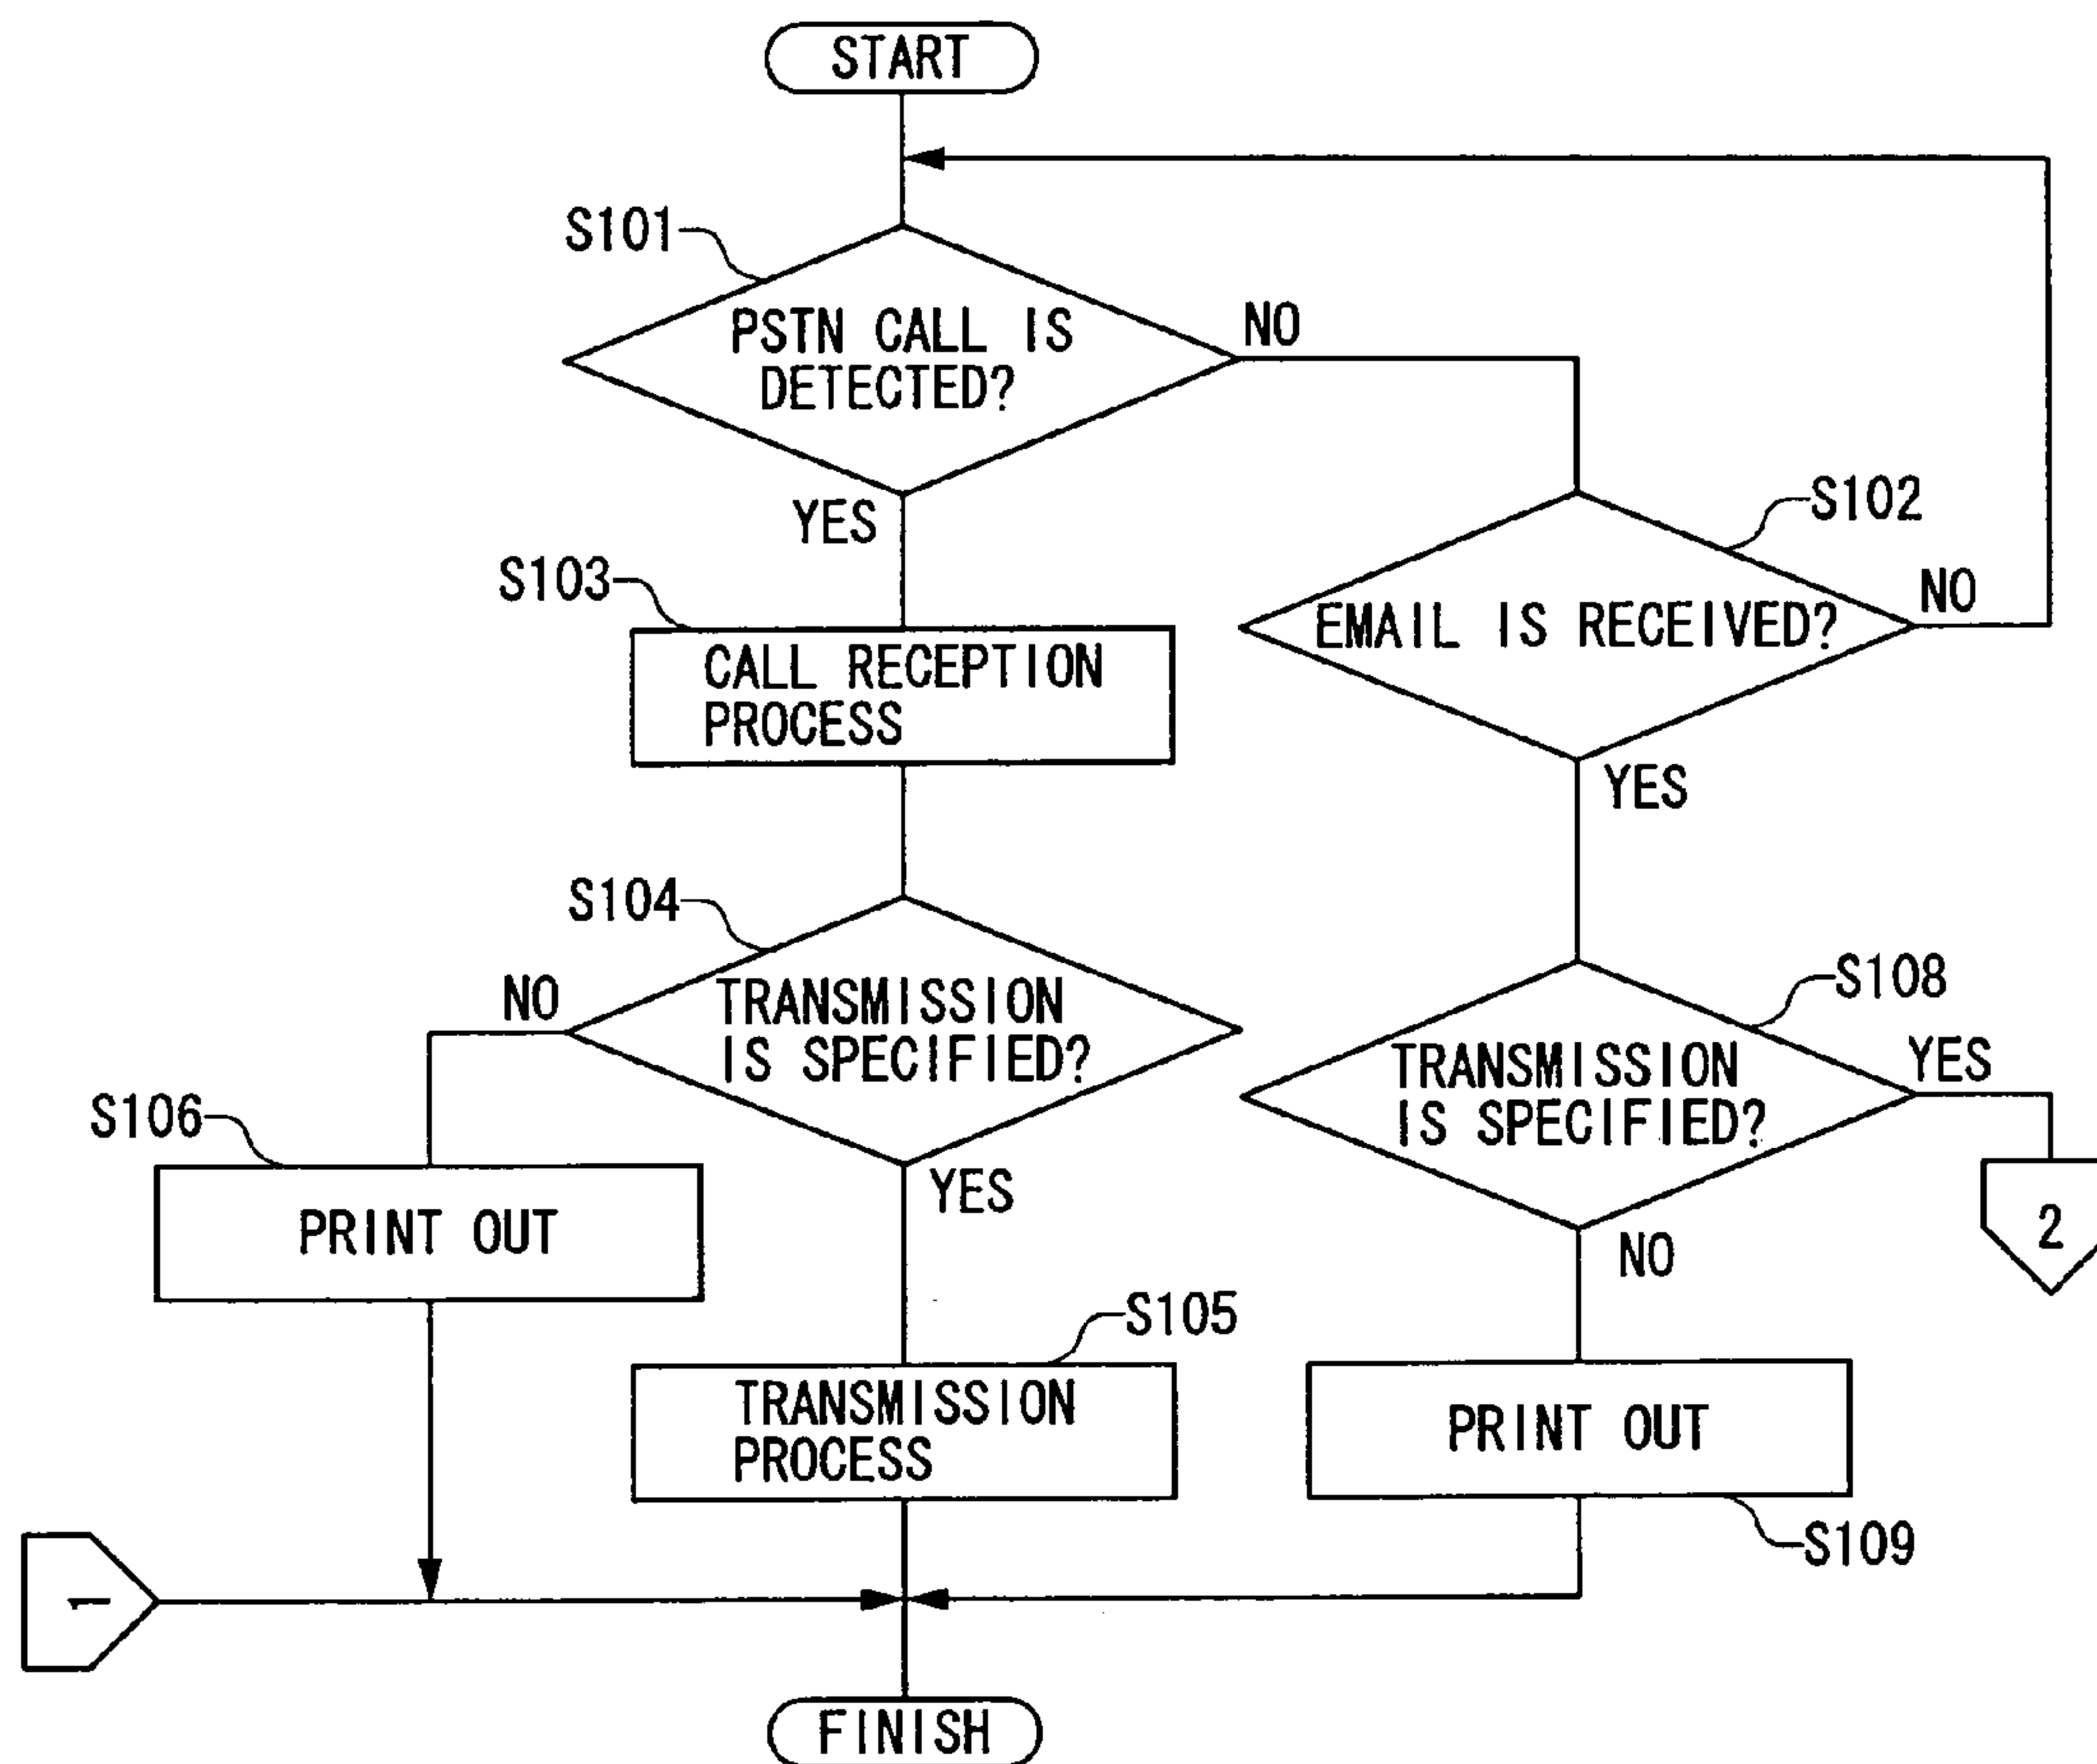 START
S101
PSTN CALL IS
DETECTED?
NO
YES
S102
EMAIL IS RECEIVED?
NO
YES
S103
CALL RECEPTION
PROCESS
S104
TRANSMISSION
IS SPECIFIED?
NO
YES
S108
TRANSMISSION
IS SPECIFIED?
YES
NO
2
S106
PRINT OUT
S105
TRANSMISSION
PROCESS
PRINT OUT
S109
1
FINISH